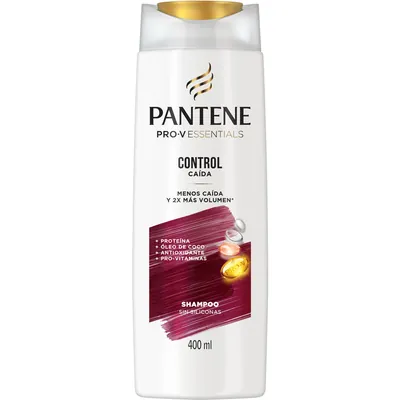 PANTENE
PRO-V ESSENTIALS
CONTROL
CAÍDA
MENOS CAÍDA
Y 2X MÁS VOLUMEN*
+ PROTEÍNA
+ ÓLEO DE COCO
+ ANTIOXIDANTE
+ PRO-VITAMINAS
SHAMPOO
SIN SILICONAS
400 ml